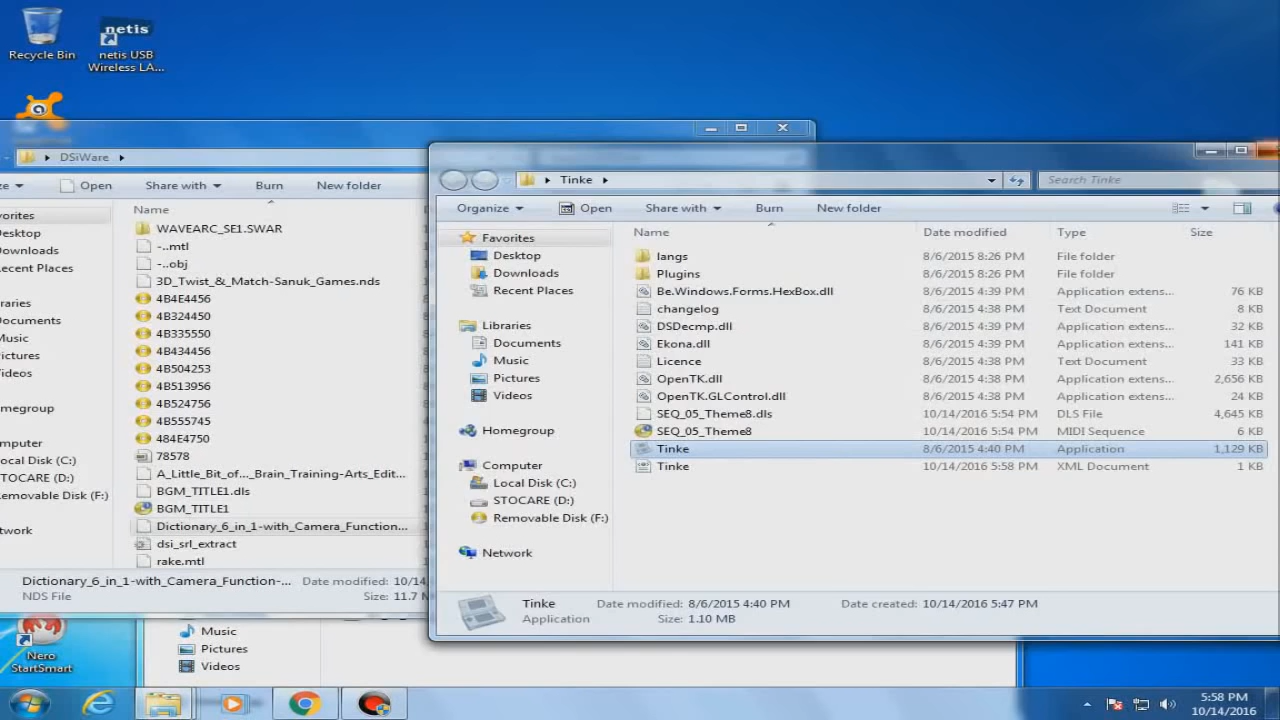 Recycle Bin
netis
netis USB
Wireless LA...
DSiWare
Open
Share with
Burn
New folder
vorites
Desktop
ownloads
ecent Places
raries
ocuments
Music
ictures
ideos
omegroup
omputer
ocal Disk (C:)
TOCARE (D:)
emovable Disk (F:)
twork
Name
WAVEARC_SE1.SWAR
-..mtl
-..obj
3D_Twist_&_Match-Sanuk_Games.nds
4B4E4456
4B324450
4B335550
4B434456
4B504253
4B513956
4B524756
4B555745
484E4750
78578
A_Little_Bit_of..._Brain_Training-Arts_Edit...
BGM_TITLE1.dls
BGM_TITLE1
Dictionary_6_in_1-with_Camera_Function...
dsi_srl_extract
rake.mtl
Dictionary_6_in_1-with_Camera_Function-... Date modified: 10/14
NDS File Size: 11.7 M
Tinke
Search Tinke
Organize
Open
Share with
Burn
New folder
Favorites
Desktop
Downloads
Recent Places
Libraries
Documents
Music
Pictures
Videos
Homegroup
Computer
Local Disk (C:)
STOCARE (D:)
Removable Disk (F:)
Network
Name Date modified Type Size
langs 8/6/2015 8:26 PM File folder
Plugins 8/6/2015 8:26 PM File folder
Be.Windows.Forms.HexBox.dll 8/6/2015 4:39 PM Application extens... 76 KB
changelog 8/6/2015 4:38 PM Text Document 8 KB
DSDecmp.dll 8/6/2015 4:39 PM Application extens... 32 KB
Ekona.dll 8/6/2015 4:39 PM Application extens... 141 KB
Licence 8/6/2015 4:38 PM Text Document 33 KB
OpenTK.dll 8/6/2015 4:38 PM Application extens... 2,656 KB
OpenTK.GLControl.dll 8/6/2015 4:38 PM Application extens... 24 KB
SEQ_05_Theme8.dls 10/14/2016 5:54 PM DLS File 4,645 KB
SEQ_05_Theme8 10/14/2016 5:54 PM MIDI Sequence 6 KB
Tinke 8/6/2015 4:40 PM Application 1,129 KB
Tinke 10/14/2016 5:58 PM XML Document 1 KB
Tinke Date modified: 8/6/2015 4:40 PM Date created: 10/14/2016 5:47 PM
Application Size: 1.10 MB
Music
Pictures
Videos
Nero
StartSmart
5:58 PM
10/14/2016